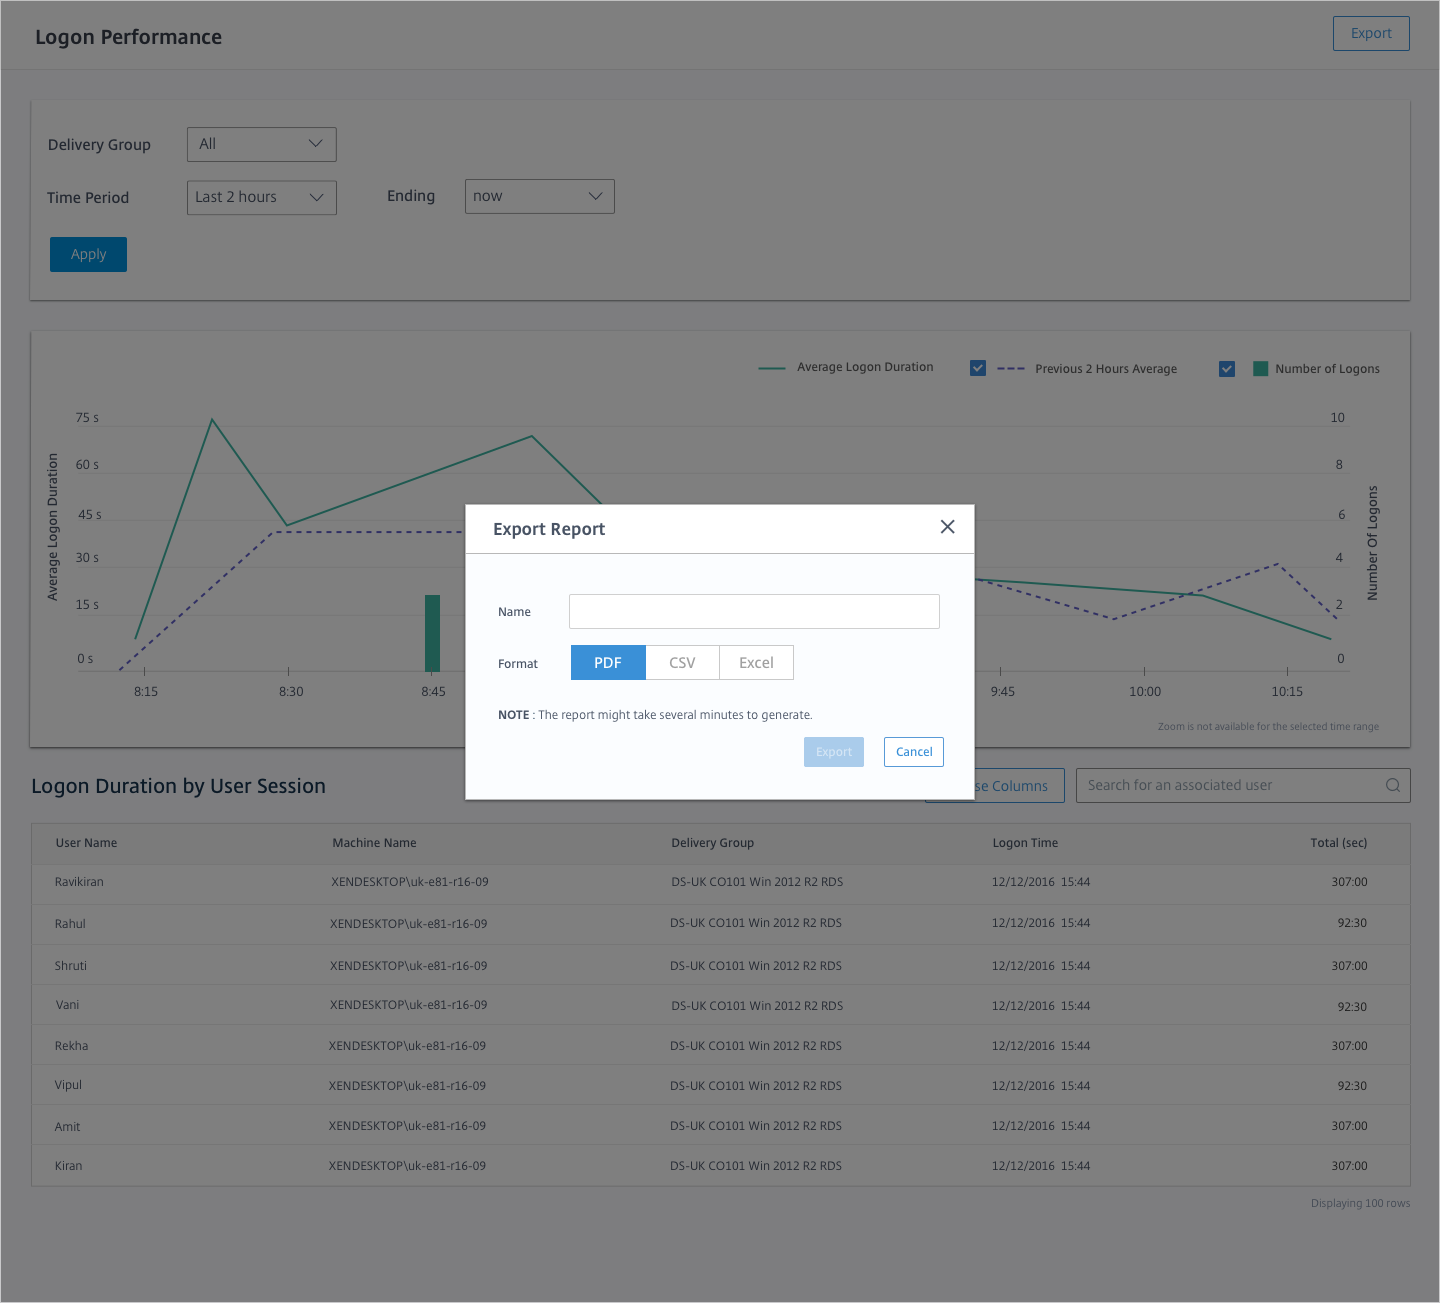 Logon Performance
Export
Delivery Group
All
Time Period
Last 2 hours
Ending
now
Apply
Average Logon Duration
Previous 2 Hours Average
Number of Logons
75 s
60 s
45 s
30 s
15 s
0 s
Average Logon Duration
10
8
6
4
2
0
Number Of Logons
8:15
8:30
8:45
9:45
10:00
10:15
Zoom is not available for the selected time range
Export Report
Name
Format
PDF
CSV
Excel
NOTE : The report might take several minutes to generate.
Export
Cancel
Logon Duration by User Session
se Columns
Search for an associated user
User Name Machine Name Delivery Group Logon Time Total (sec)
Ravikiran XENDESKTOP\uk-e81-r16-09 DS-UK CO101 Win 2012 R2 RDS 12/12/2016 15:44 307:00
Rahul XENDESKTOP\uk-e81-r16-09 DS-UK CO101 Win 2012 R2 RDS 12/12/2016 15:44 92:30
Shruti XENDESKTOP\uk-e81-r16-09 DS-UK CO101 Win 2012 R2 RDS 12/12/2016 15:44 307:00
Vani XENDESKTOP\uk-e81-r16-09 DS-UK CO101 Win 2012 R2 RDS 12/12/2016 15:44 92:30
Rekha XENDESKTOP\uk-e81-r16-09 DS-UK CO101 Win 2012 R2 RDS 12/12/2016 15:44 307:00
Vipul XENDESKTOP\uk-e81-r16-09 DS-UK CO101 Win 2012 R2 RDS 12/12/2016 15:44 92:30
Amit XENDESKTOP\uk-e81-r16-09 DS-UK CO101 Win 2012 R2 RDS 12/12/2016 15:44 307:00
Kiran XENDESKTOP\uk-e81-r16-09 DS-UK CO101 Win 2012 R2 RDS 12/12/2016 15:44 307:00
Displaying 100 rows